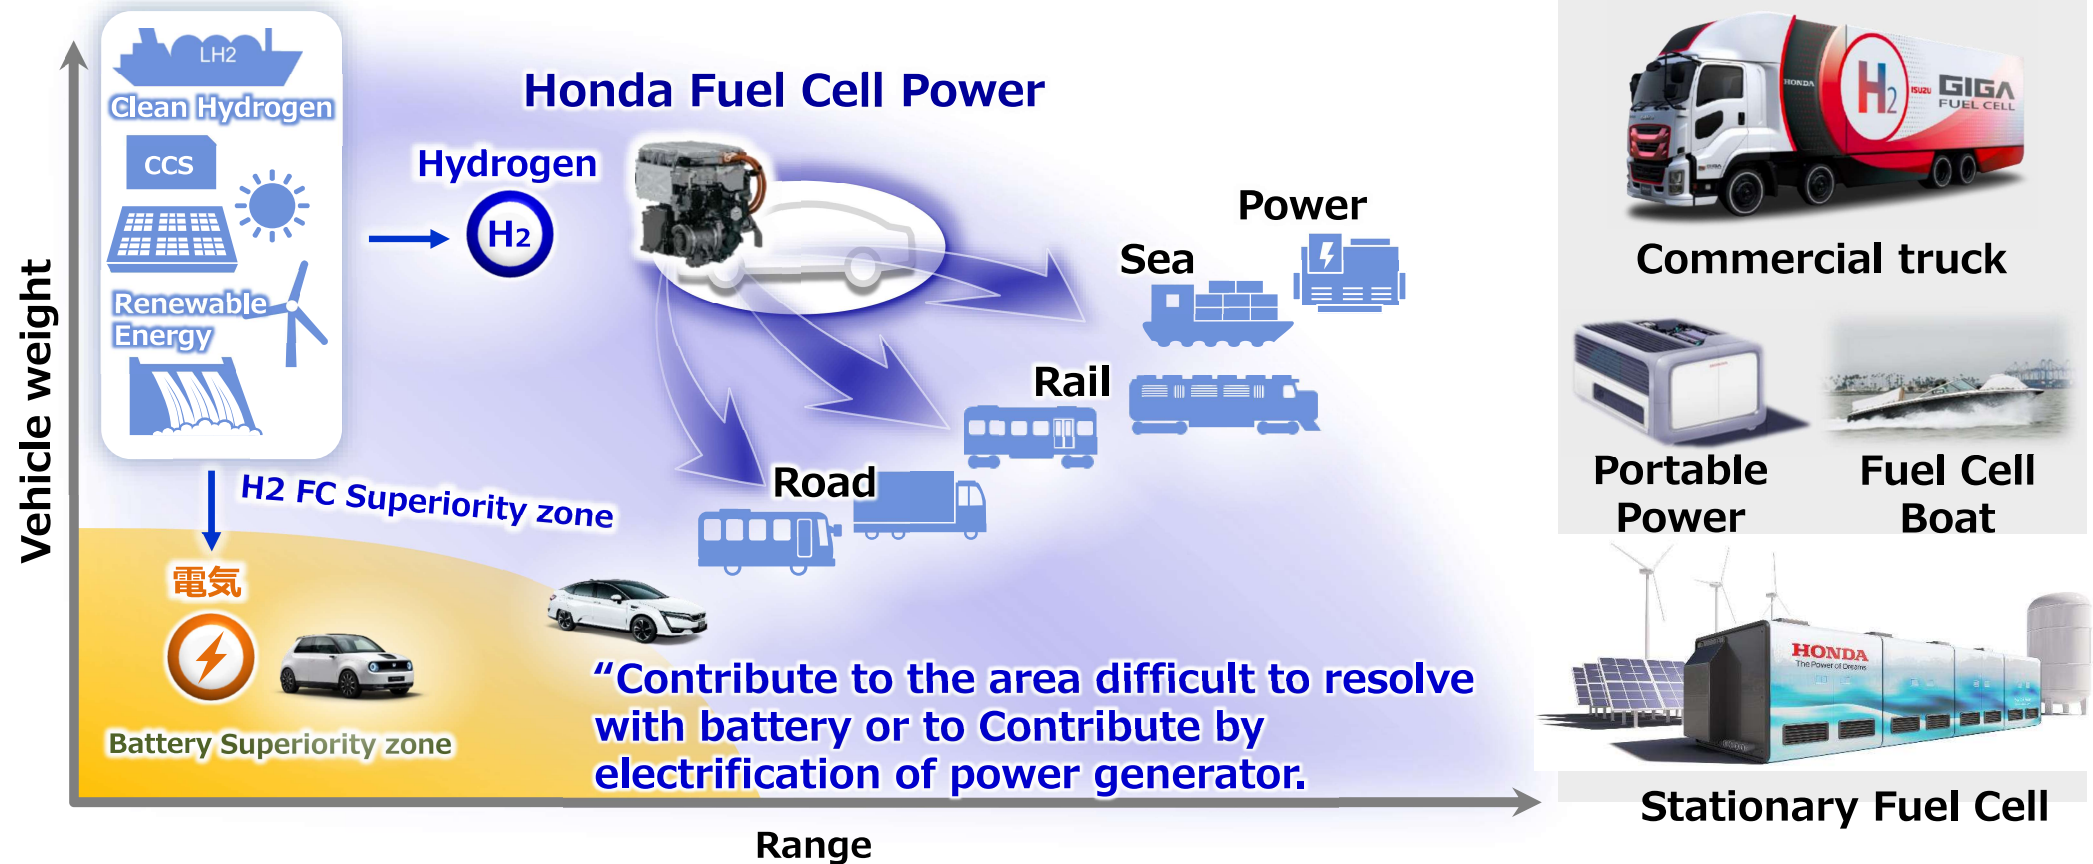 LH2
Clean Hydrogen
CCS
Renewable
Energy
Honda Fuel Cell Power
Hydrogen
H2
Power
Sea
Rail
Road
H2 FC Superiority zone
電気
Battery Superiority zone
“Contribute to the area difficult to resolve
with battery or to Contribute by
electrification of power generator.
Vehicle weight
Range
HONDA
H2
ISUZU
GIGA
FUEL CELL
Commercial truck
Portable
Power
Fuel Cell
Boat
HONDA
The Power of Dreams
Stationary Fuel Cell